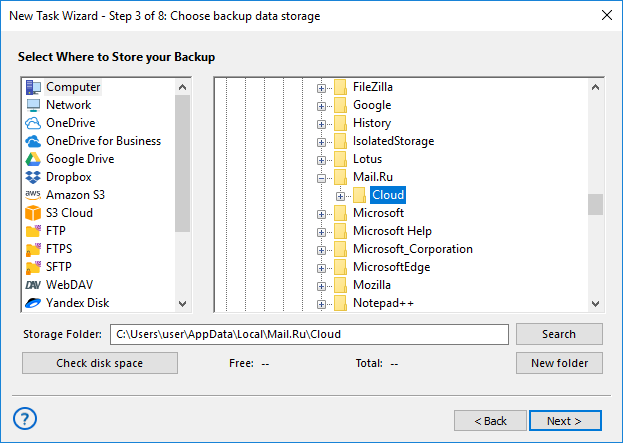 New Task Wizard - Step 3 of 8: Choose backup data storage
Select Where to Store your Backup
Computer
Network
OneDrive
OneDrive for Business
Google Drive
Dropbox
aws Amazon S3
S3 Cloud
FTP
FTPS
SFTP
DAV WebDAV
Yandex Disk
FileZilla
Google
History
IsolatedStorage
Lotus
Mail.Ru
Cloud
Microsoft
Microsoft Help
Microsoft_Corporation
MicrosoftEdge
Mozilla
Notepad++
Storage Folder: C:\Users\user\AppData\Local\Mail.Ru\Cloud Search
Check disk space Free: -- Total: -- New folder
? < Back Next >